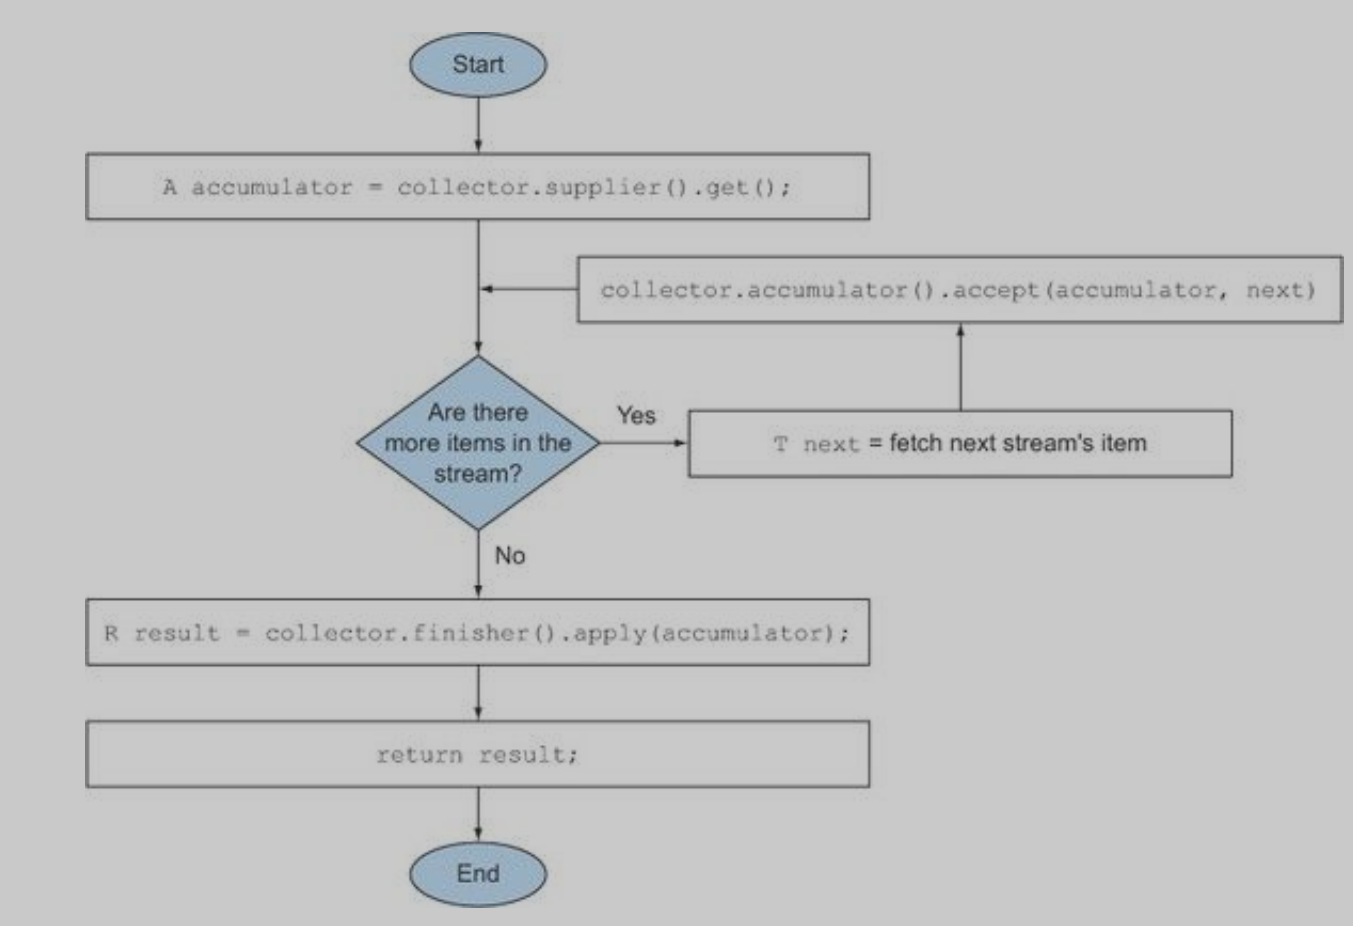 Start
A accumulator = collector.supplier().get();
collector.accumulator().accept(accumulator, next)
Are there
more items in the
stream?
Yes
T next = fetch next stream's item
No
R result = collector.finisher().apply(accumulator);
return result;
End